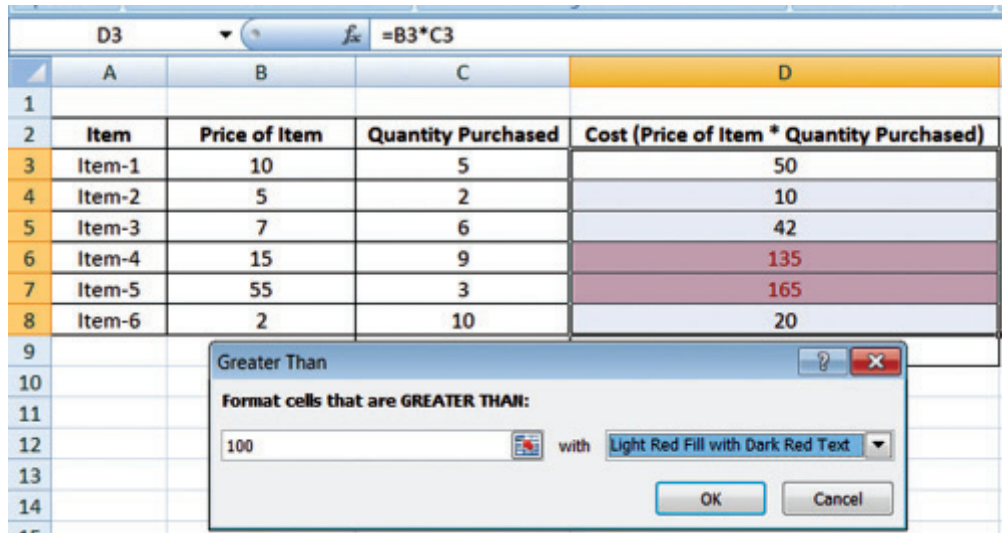 D3 fx =B3*C3
A B C D
1
2 Item Price of Item Quantity Purchased Cost (Price of Item * Quantity Purchased)
3 Item-1 10 5 50
4 Item-2 5 2 10
5 Item-3 7 6 42
6 Item-4 15 9 135
7 Item-5 55 3 165
8 Item-6 2 10 20
9
Greater Than
10
Format cells that are GREATER THAN:
11
12 100 with Light Red Fill with Dark Red Text
13
14 OK Cancel